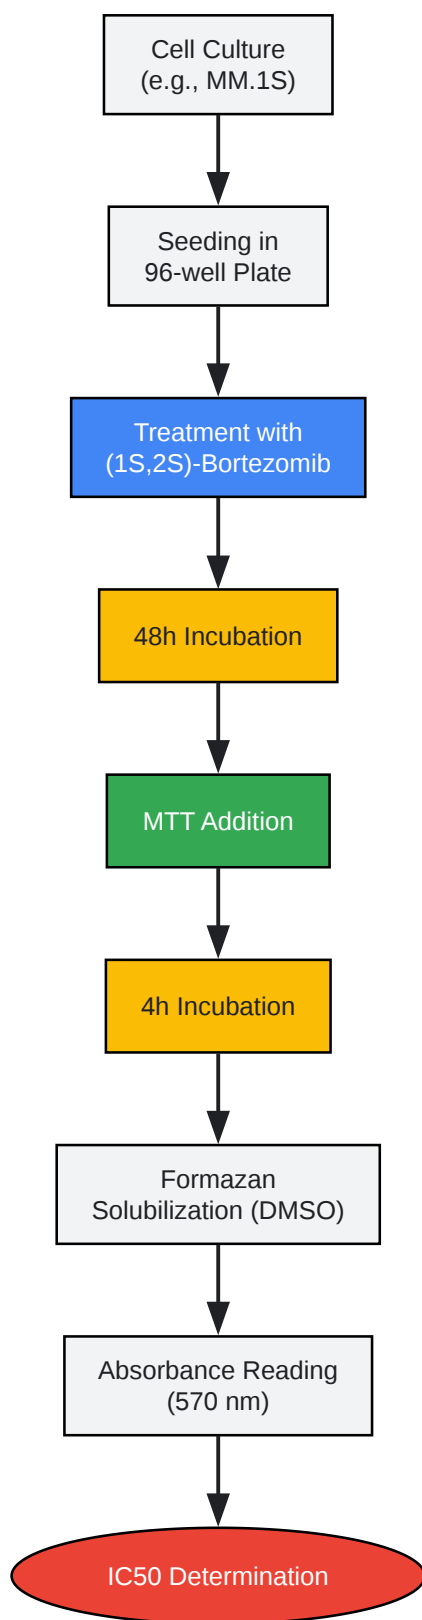 Cell Culture
(e.g., MM.1S)
Seeding in
96-well Plate
Treatment with
(1S,2S)-Bortezomib
48h Incubation
MTT Addition
4h Incubation
Formazan
Solubilization (DMSO)
Absorbance Reading
(570 nm)
IC50 Determination